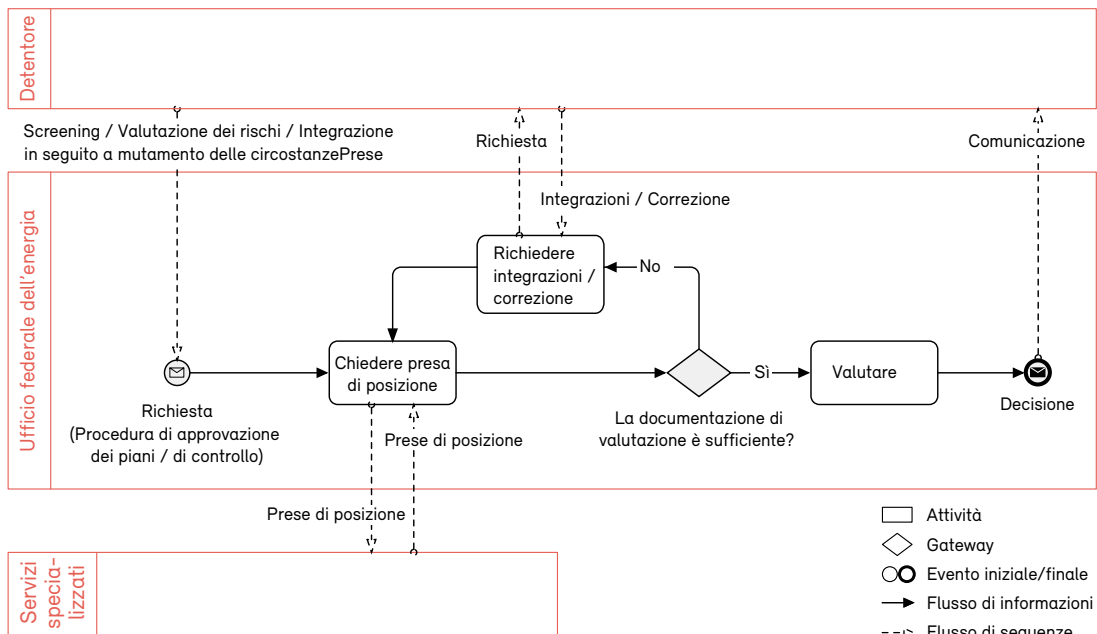 Detentore
Screening / Valutazione dei rischi / Integrazione
in seguito a mutamento delle circostanzePrese
Richiesta
Comunicazione
Integrazioni / Correzione
Ufficio federale dell'energia
Richiedere
integrazioni /
correzione
No
Chiedere presa
di posizione
Sì
Valutare
Richiesta
(Procedura di approvazione
dei piani / di controllo)
Prese di posizione
La documentazione di
valutazione è sufficiente?
Decisione
Prese di posizione
Servizi
specia-
lizzati
Attività
Gateway
Evento iniziale/finale
Flusso di informazioni
Flusso di sequenze